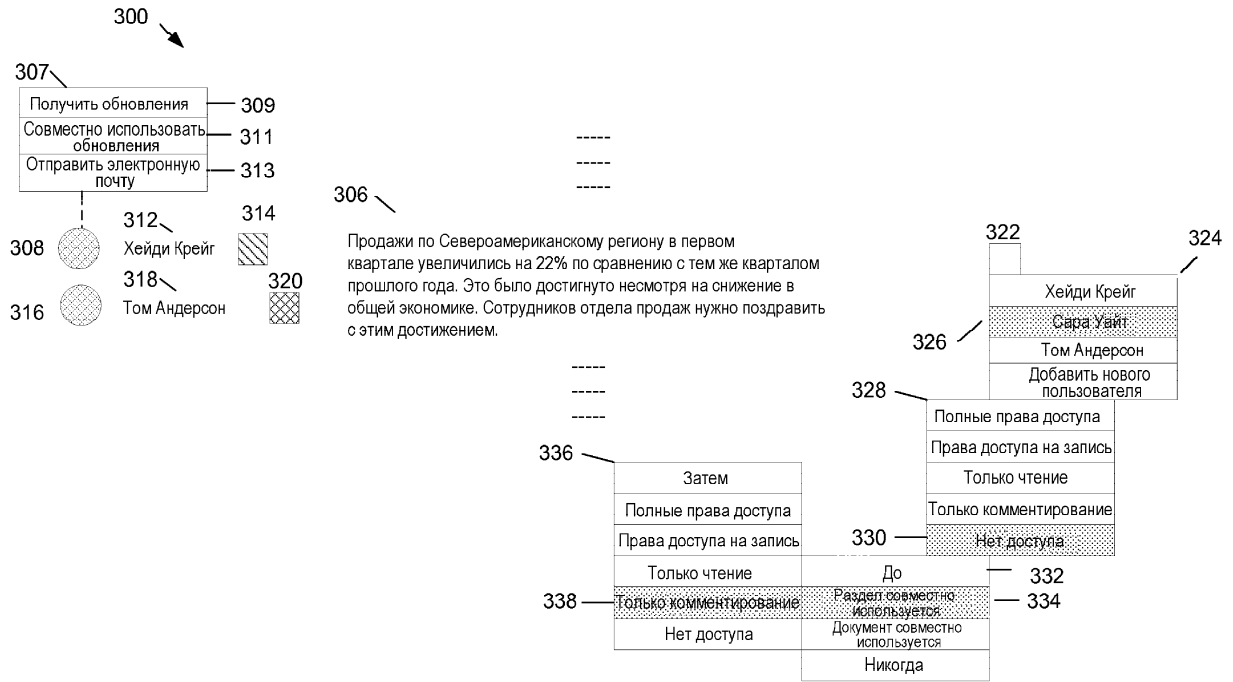 300
307
Получить обновления
309
Совместно использовать
обновления
311
Отправить электронную
почту
313
308
312
Хейди Крейг
314
316
318
Том Андерсон
320
-----
-----
-----
306
Продажи по Североамериканскому региону в первом
квартале увеличились на 22% по сравнению с тем же кварталом
прошлого года. Это было достигнуто несмотря на снижение в
общей экономике. Сотрудников отдела продаж нужно поздравить
с этим достижением.
-----
-----
-----
322
324
Хейди Крейг
326
Сара Уайт
Том Андерсон
Добавить нового
пользователя
328
Полные права доступа
Права доступа на запись
Только чтение
Только комментирование
330
Нет доступа
332
До
334
Раздел совместно
используется
Документ совместно
используется
Никогда
336
Затем
Полные права доступа
Права доступа на запись
Только чтение
338
Только комментирование
Нет доступа